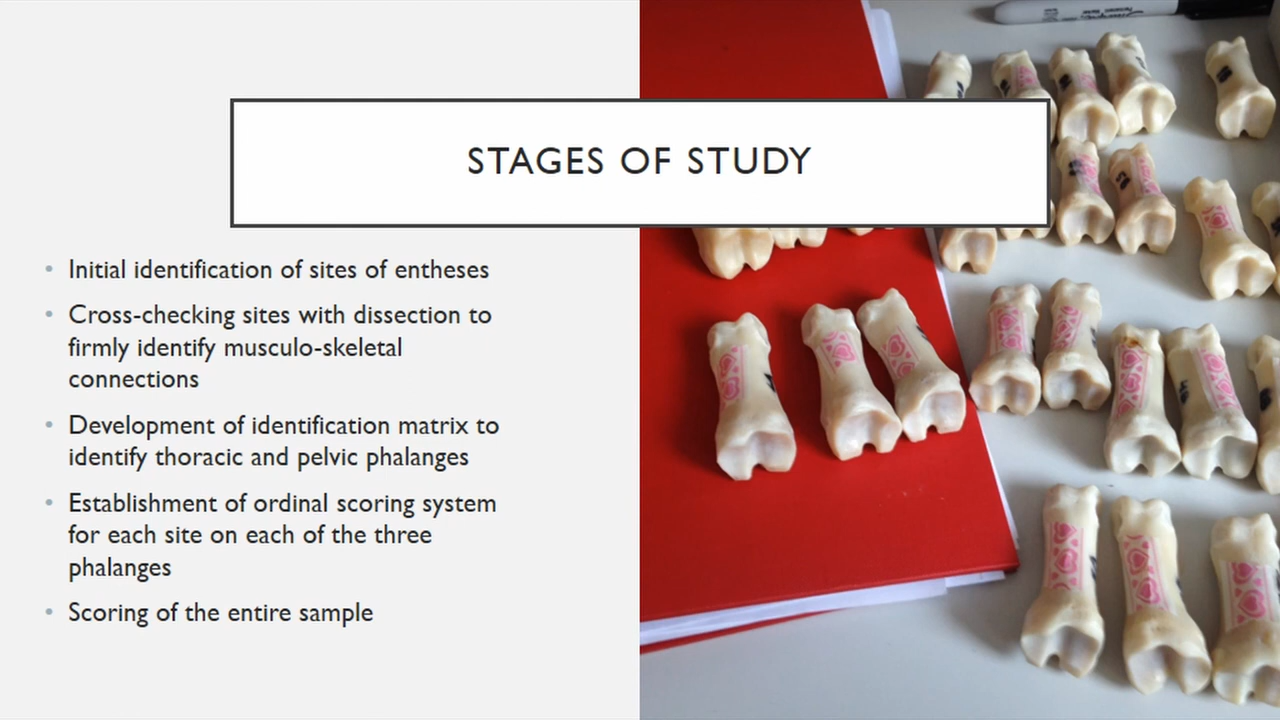 STAGES OF STUDY
Initial identification of sites of entheses
Cross-checking sites with dissection to
firmly identify musculo-skeletal
connections
Development of identification matrix to
identify thoracic and pelvic phalanges
Establishment of ordinal scoring system
for each site on each of the three
phalanges
Scoring of the entire sample